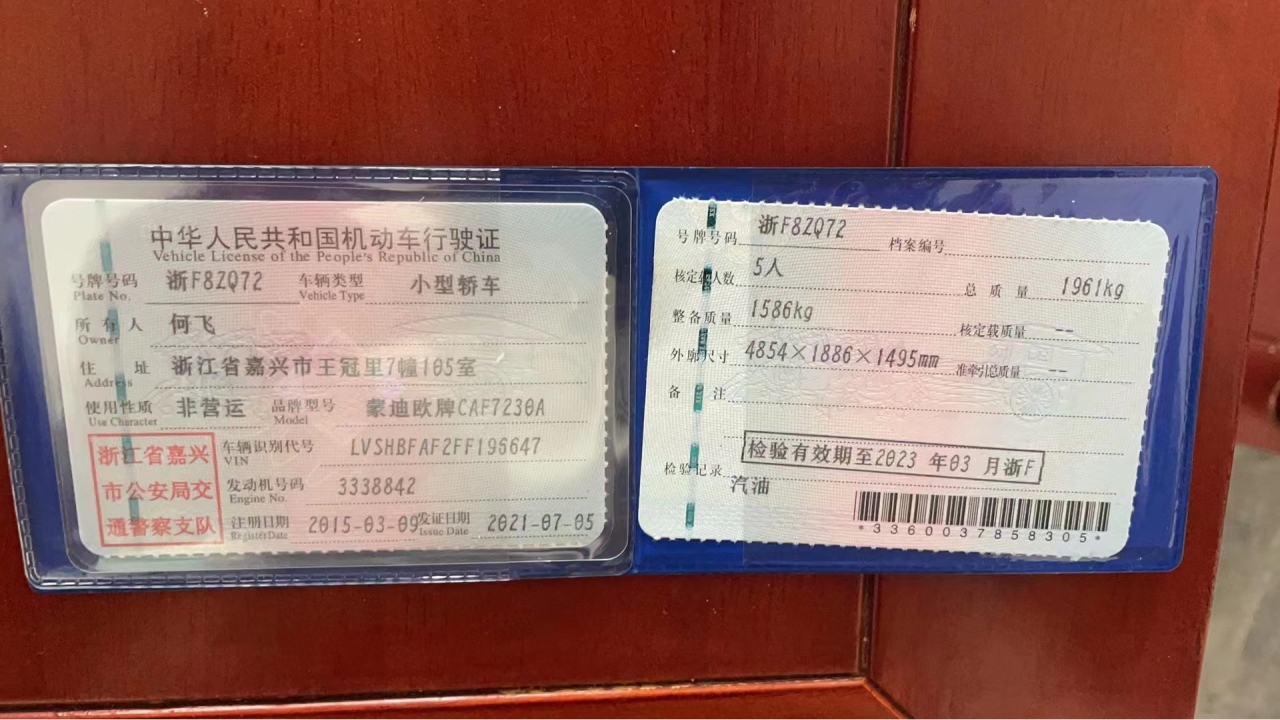 中华人民共和国机动车行驶证
Vehicle License of the People's Republic of China
号牌号码 浙F8ZQ72 车辆类型 小型轿车
Plate No. Vehicle Type
所有人 何飞
Owner
住址 浙江省嘉兴市王冠里7幢105室
Address
使用性质 非营运 品牌型号 蒙迪欧牌CAF7230A
Use Character Model
浙江省嘉兴
市公安局交
通警察支队
车辆识别代号 LVSHBFAF2FF196647
VIN
发动机号码 3338842
Engine No.
注册日期 2015-03-09 发证日期 2021-07-05
Register Date Issue Date
号牌号码 浙F8ZQ72 档案编号
核定载人数 5人 总质量 1961kg
整备质量 1586kg 核定载质量 --
外廓尺寸 4854×1886×1495mm 准牵引总质量 --
备注
检验有效期至2023 年03 月浙F
检验记录
汽油
*3360037858305*